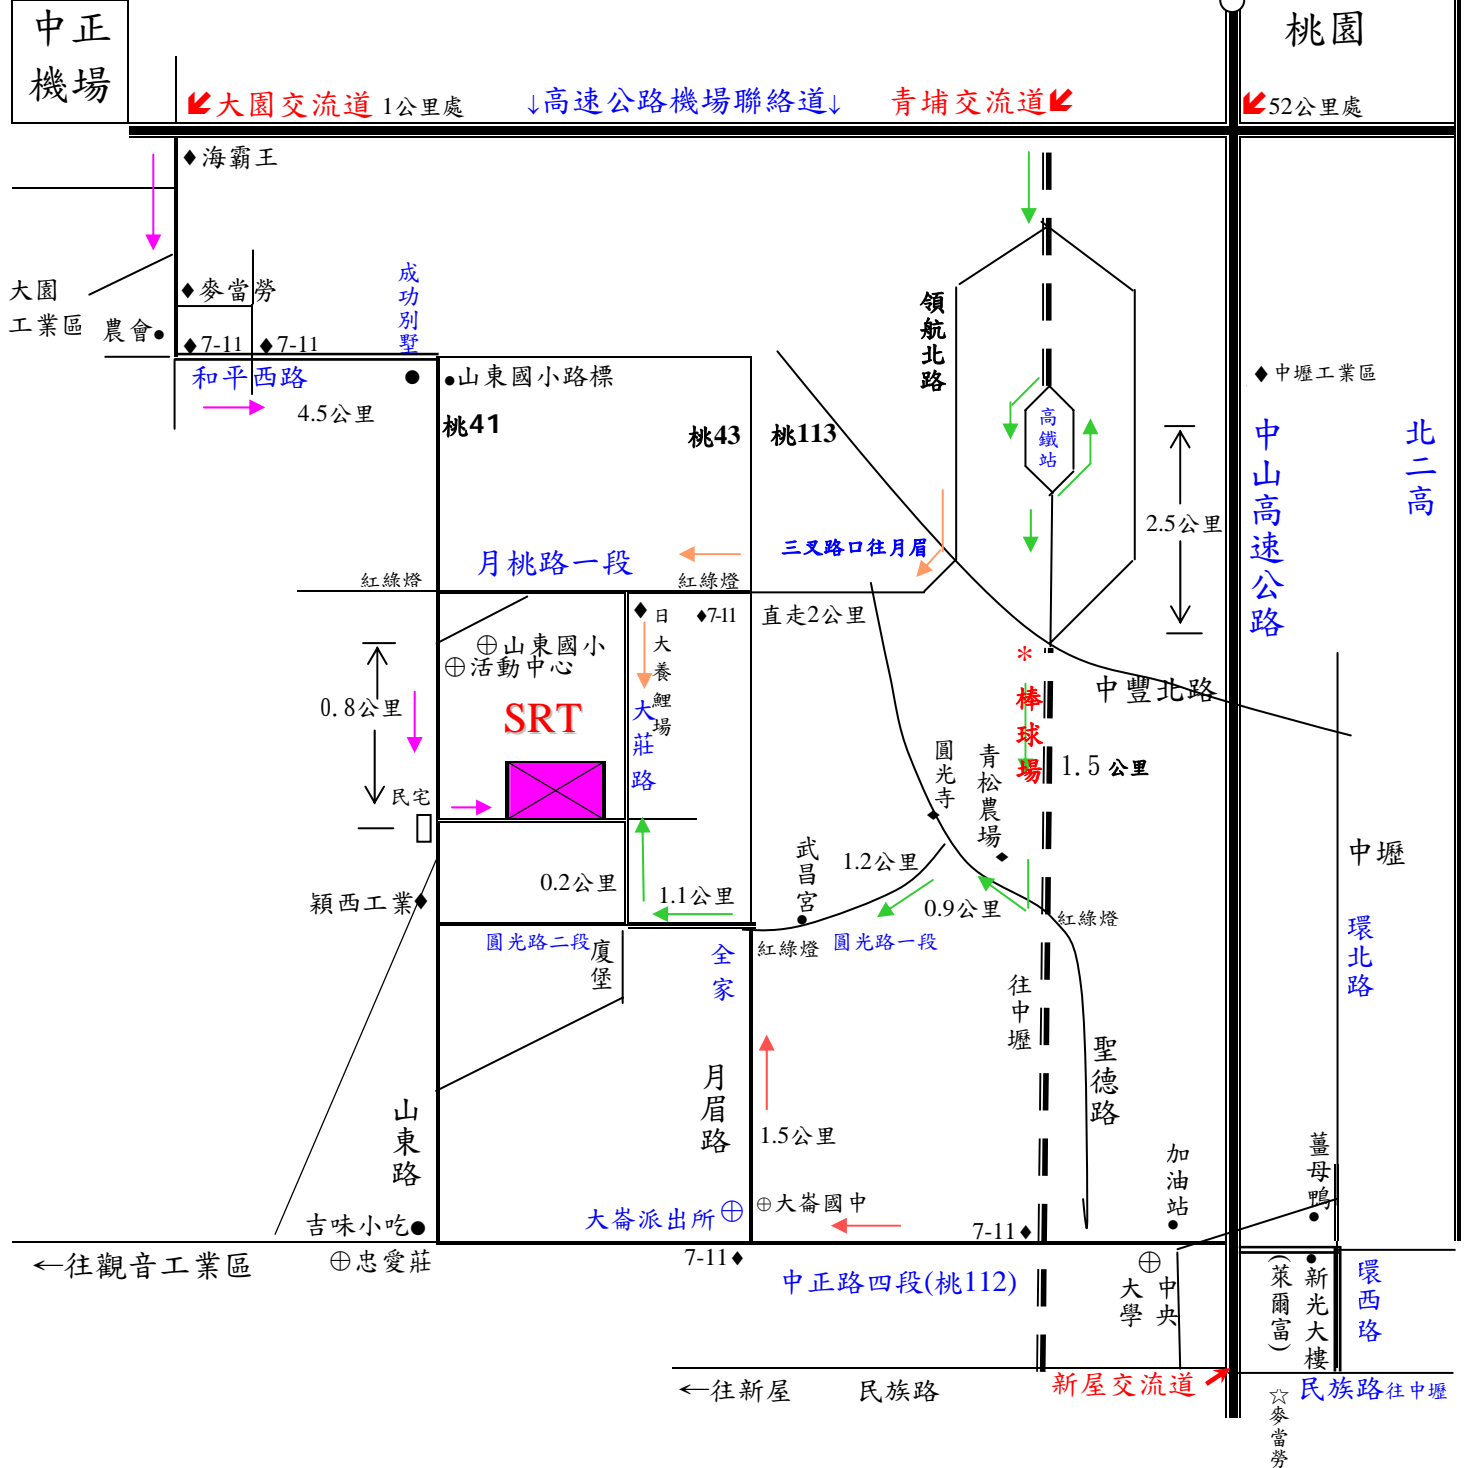 中正
機場
桃園
大園交流道 1公里處
↓高速公路機場聯絡道↓
青埔交流道
52公里處
♦海霸王
大園
工業區
農會●
♦麥當勞
♦7-11
♦7-11
成功別墅
和平西路
4.5公里
●山東國小路標
桃41
桃43
桃113
領航北路
高鐵站
2.5公里
♦中壢工業區
中山高速公路
北二高
三叉路口往月眉
月桃路一段
紅綠燈
紅綠燈
直走2公里
♦日大養鯉場
♦7-11
⊕山東國小
⊕活動中心
0.8公里
SRT
大莊路
民宅
*棒球場
中豐北路
1.5公里
圓光寺
青松農場
武昌宮
1.2公里
0.9公里
紅綠燈
0.2公里
1.1公里
穎西工業♦
圓光路二段
廈堡
全家
紅綠燈
圓光路一段
往中壢
中壢
環北路
聖德路
月眉路
1.5公里
山東路
加油站
薑母鴨
吉味小吃●
大崙派出所⊕
⊕大崙國中
7-11♦
←往觀音工業區
⊕忠愛莊
7-11♦
中正路四段(桃112)
⊕
中央
大學
(萊爾富)
新光大樓
環西路
←往新屋
民族路
新屋交流道
民族路往中壢
☆麥當勞